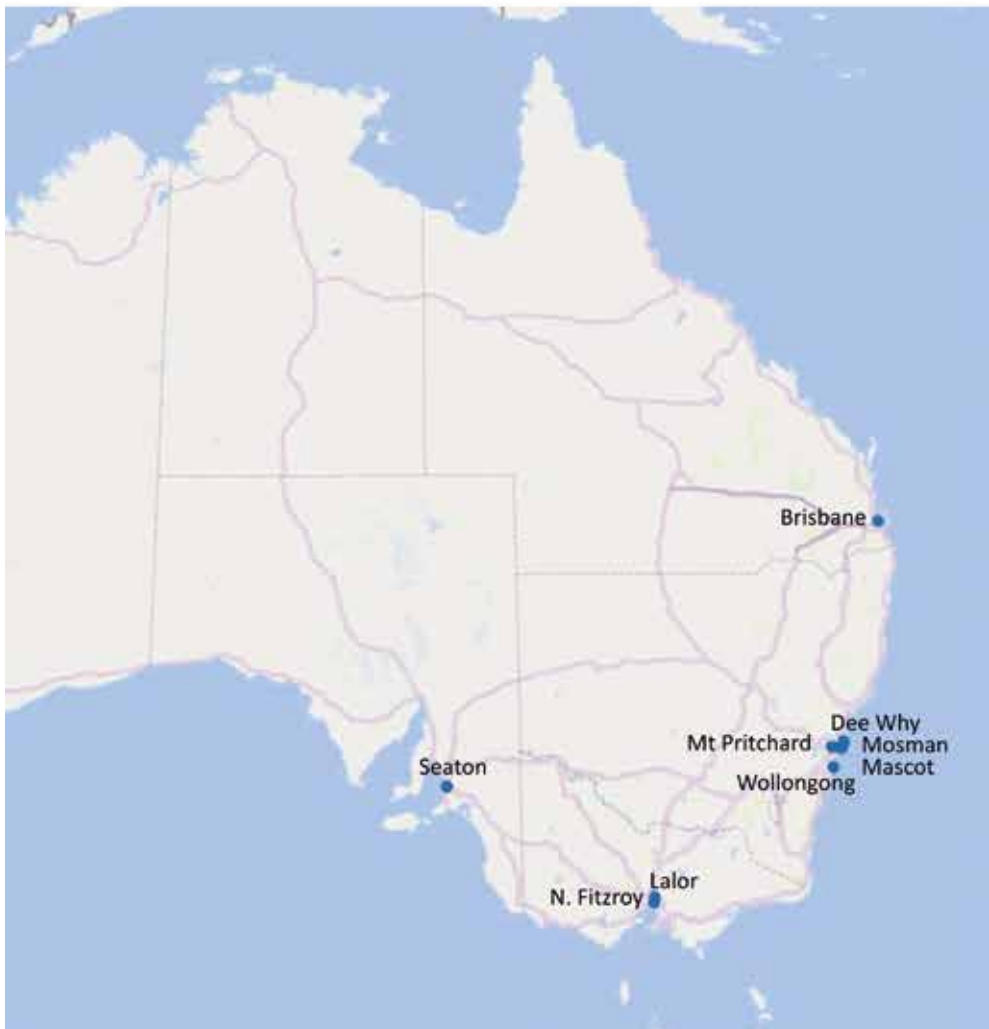 Brisbane
Dee Why
Mt Pritchard
Mosman
Mascot
Seaton
Wollongong
Lalor
N. Fitzroy